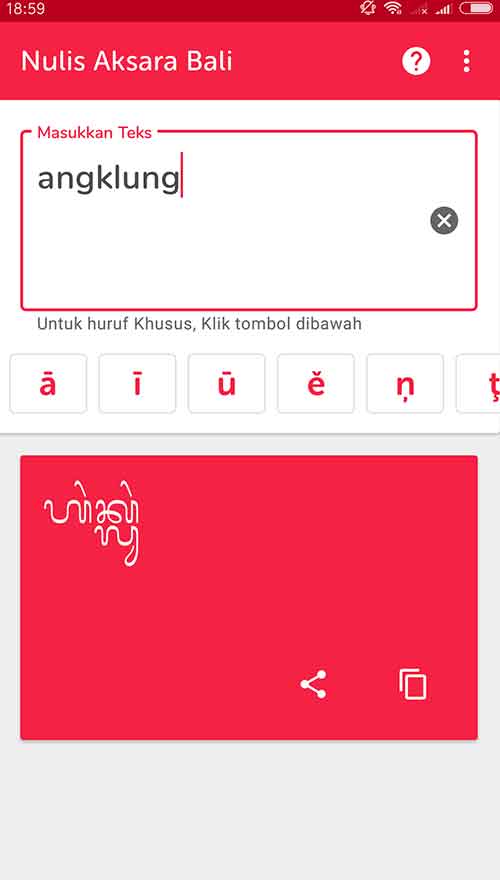 18:59
Nulis Aksara Bali
Masukkan Teks
angklung
Untuk huruf Khusus, Klik tombol dibawah
ā ī ū ě ņ ţ
ᬳᬂᬓ᭄ᬮᬸᬂ